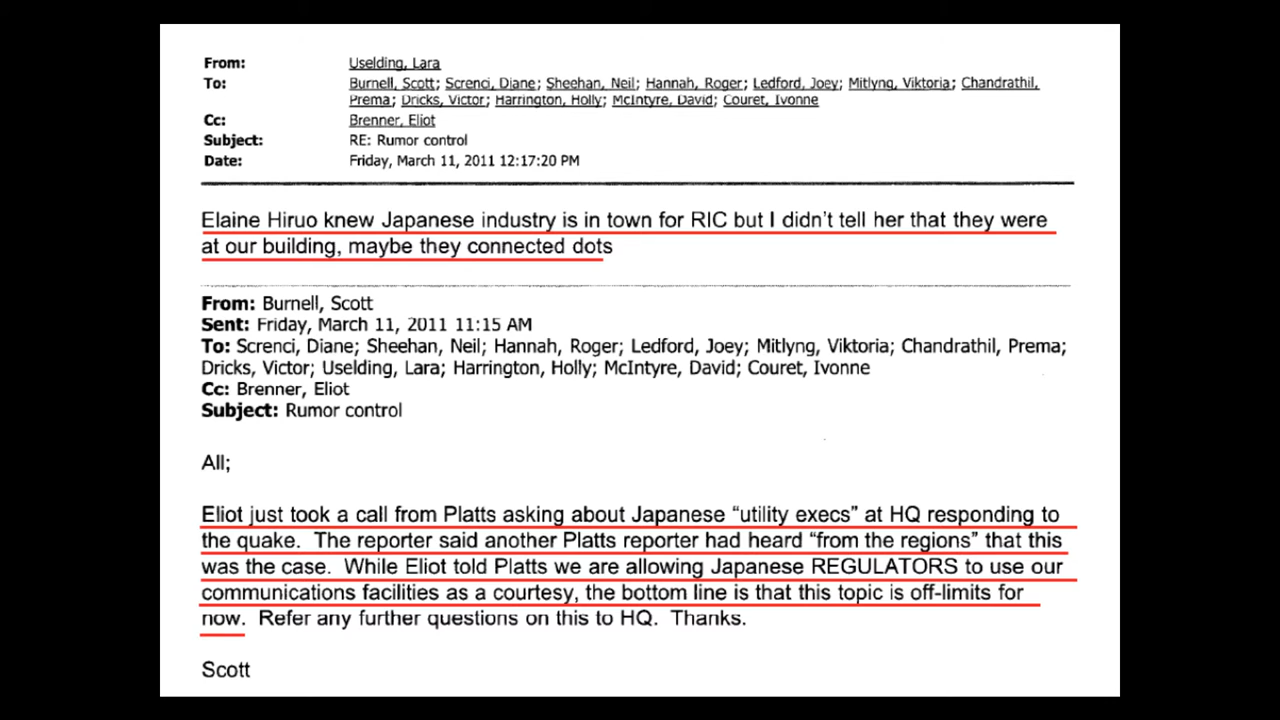 From: Uselding, Lara
To: Burnell, Scott; Screnci, Diane; Sheehan, Neil; Hannah, Roger; Ledford, Joey; Mitlyng, Viktoria; Chandrathil,
Prema; Dricks, Victor; Harrington, Holly; McIntyre, David; Couret, Ivonne
Cc: Brenner, Eliot
Subject: RE: Rumor control
Date: Friday, March 11, 2011 12:17:20 PM
Elaine Hiruo knew Japanese industry is in town for RIC but I didn't tell her that they were
at our building, maybe they connected dots
From: Burnell, Scott
Sent: Friday, March 11, 2011 11:15 AM
To: Screnci, Diane; Sheehan, Neil; Hannah, Roger; Ledford, Joey; Mitlyng, Viktoria; Chandrathil, Prema;
Dricks, Victor; Uselding, Lara; Harrington, Holly; McIntyre, David; Couret, Ivonne
Cc: Brenner, Eliot
Subject: Rumor control
All;
Eliot just took a call from Platts asking about Japanese “utility execs” at HQ responding to
the quake.  The reporter said another Platts reporter had heard “from the regions” that this
was the case.  While Eliot told Platts we are allowing Japanese REGULATORS to use our
communications facilities as a courtesy, the bottom line is that this topic is off-limits for
now.  Refer any further questions on this to HQ.  Thanks.
Scott